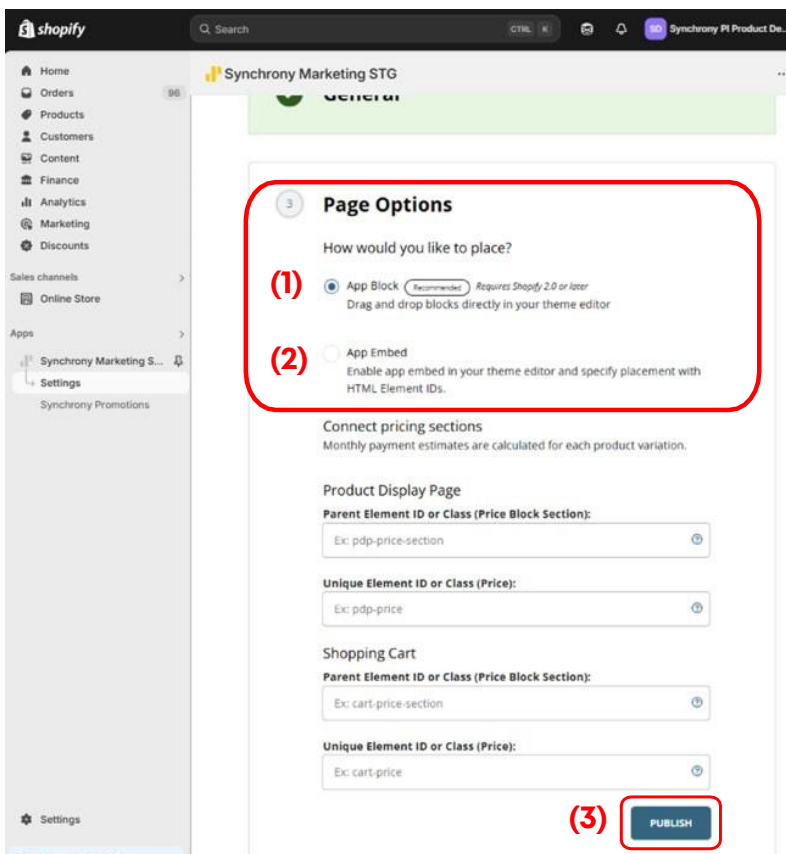 shopify
Search
CTRL K
SD
Synchrony PI Product De...
Home
Orders 96
Products
Customers
Content
Finance
Analytics
Marketing
Discounts
Sales channels
Online Store
Apps
Synchrony Marketing S...
Settings
Synchrony Promotions
Settings
Synchrony Marketing STG
General
3 Page Options
How would you like to place?
(1) App Block Recommended Requires Shopify 2.0 or later
Drag and drop blocks directly in your theme editor
(2) App Embed
Enable app embed in your theme editor and specify placement with
HTML Element IDs.
Connect pricing sections
Monthly payment estimates are calculated for each product variation.
Product Display Page
Parent Element ID or Class (Price Block Section):
Ex: pdp-price-section
Unique Element ID or Class (Price):
Ex: pdp-price
Shopping Cart
Parent Element ID or Class (Price Block Section):
Ex: cart-price-section
Unique Element ID or Class (Price):
Ex: cart-price
(3) PUBLISH